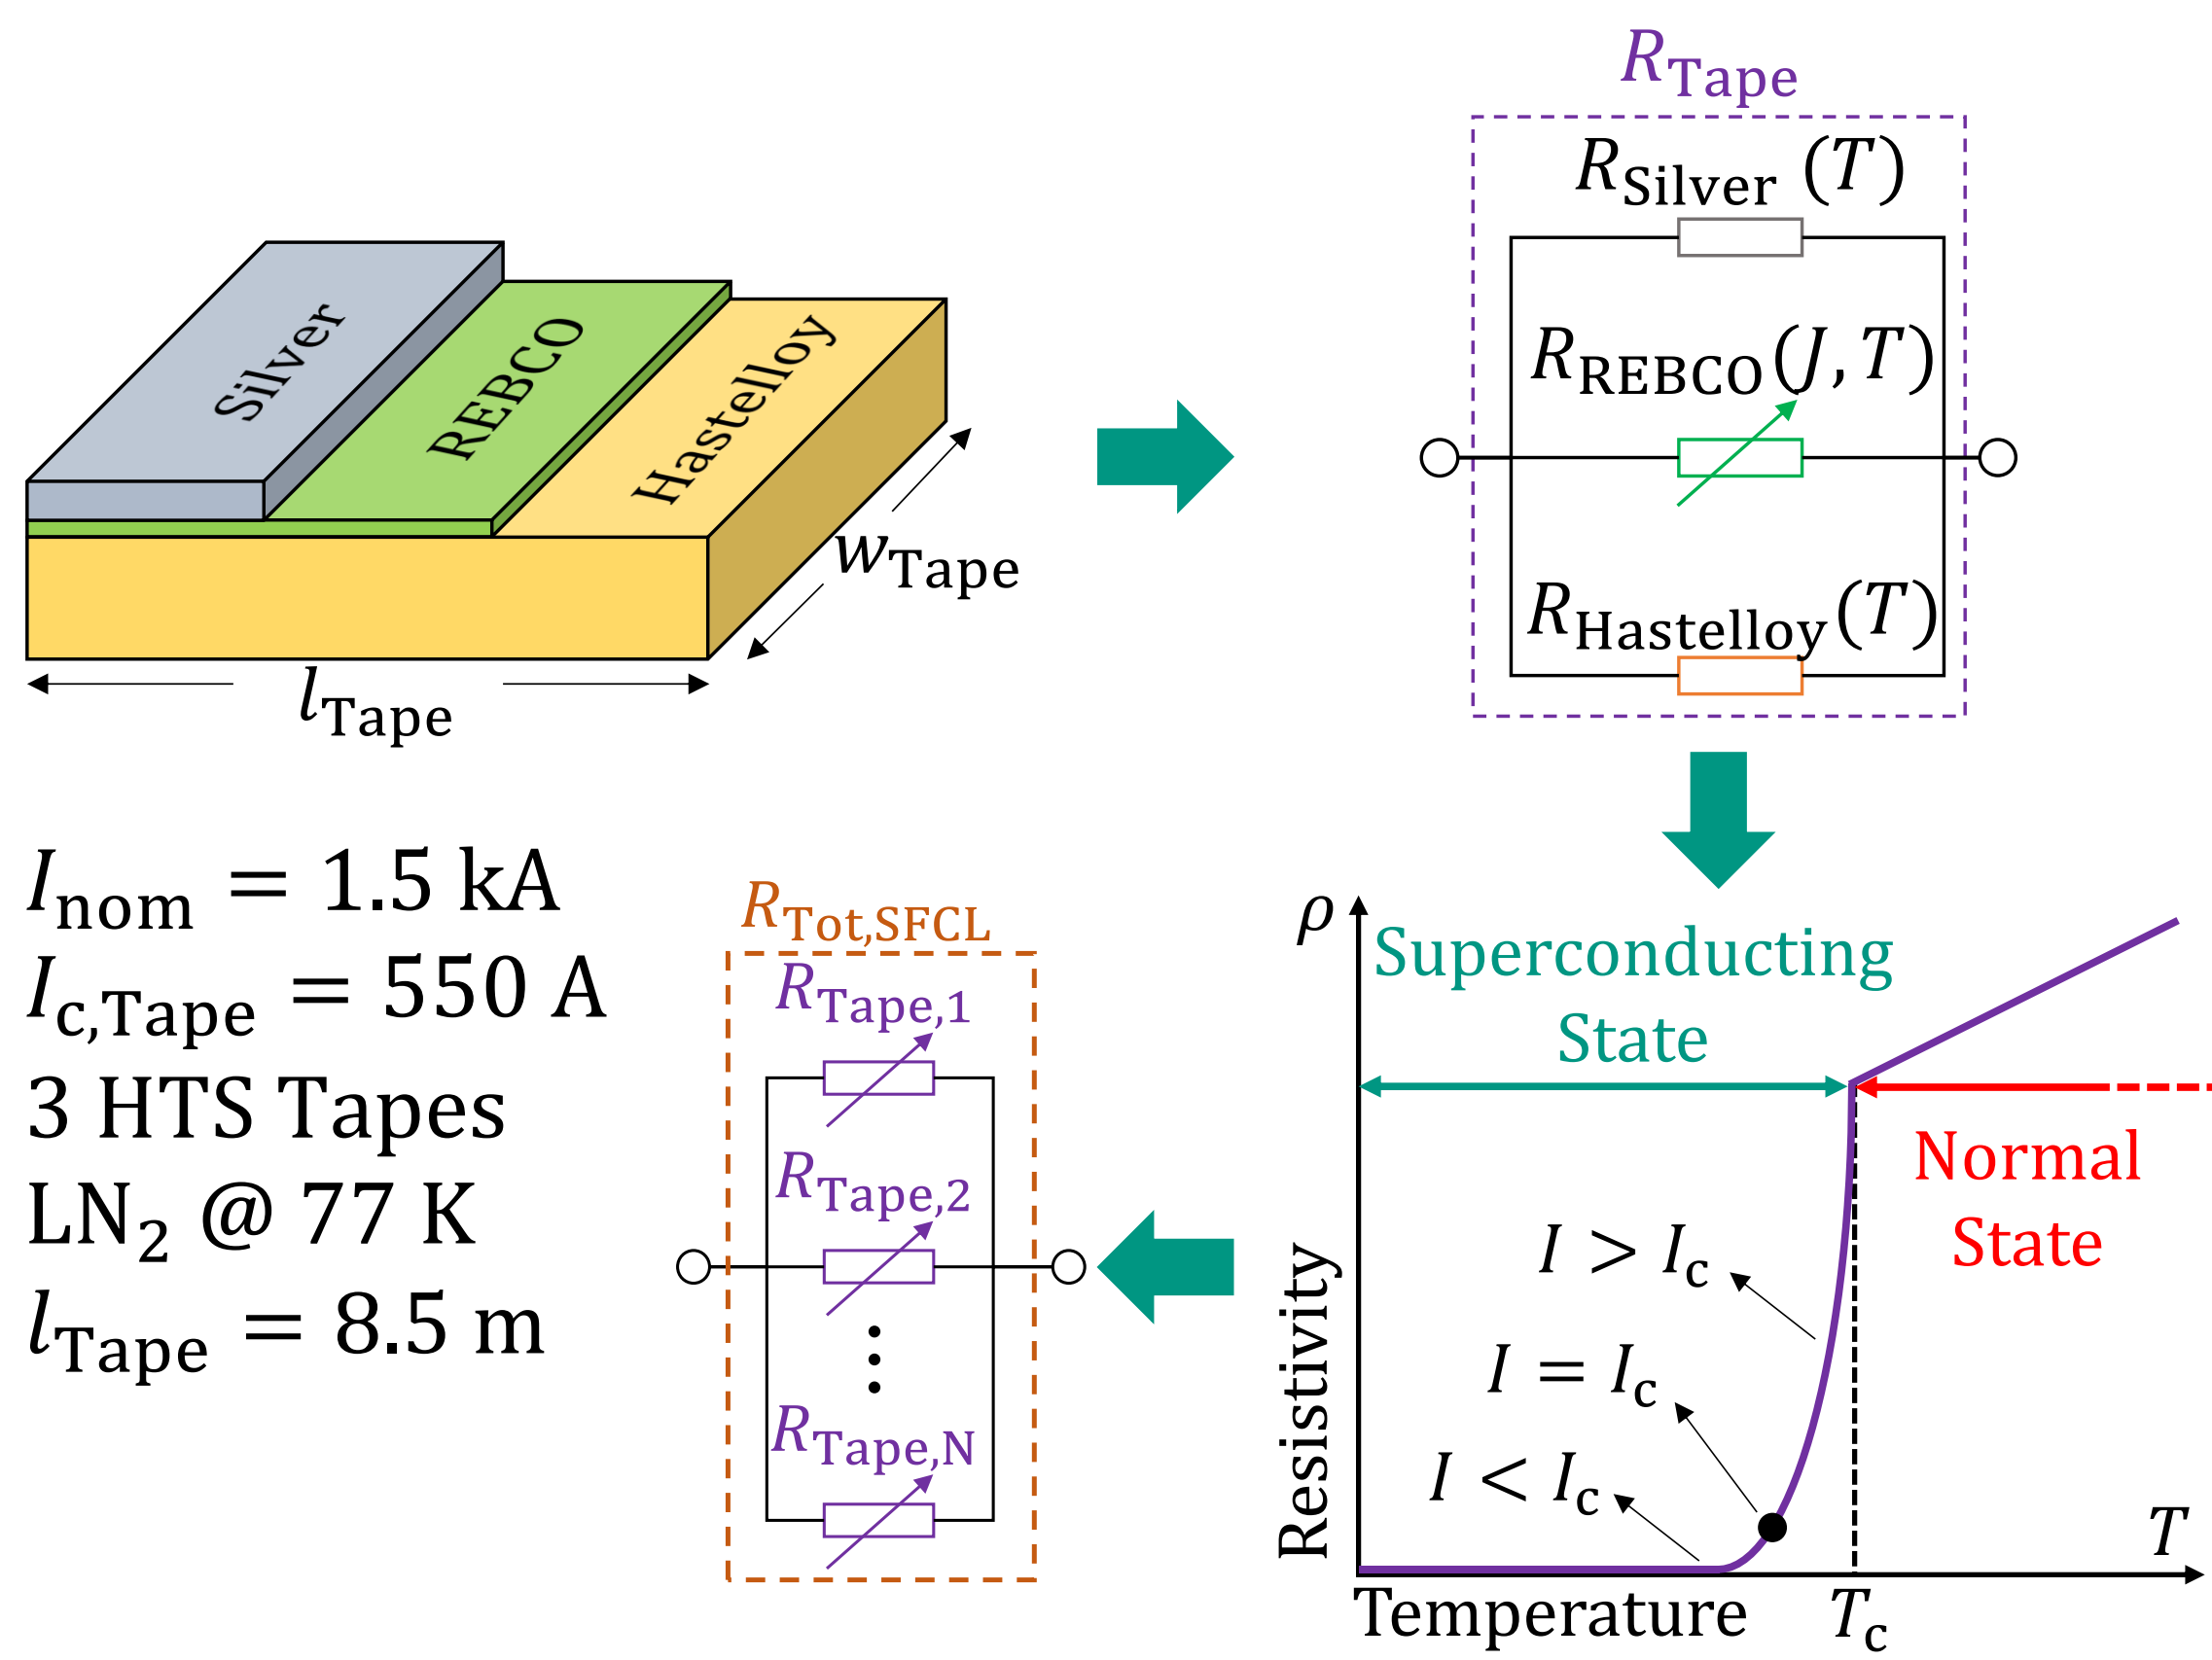 Silver
REBCO
Hastelloy
w_Tape
l_Tape
R_Tape
R_Silver (T)
R_REBCO(J, T)
R_Hastelloy(T)
I_nom = 1.5 kA
I_c,Tape = 550 A
3 HTS Tapes
LN₂ @ 77 K
l_Tape = 8.5 m
R_Tot,SFCL
R_Tape,1
R_Tape,2
R_Tape,N
ρ
Superconducting
State
Normal
State
I > I_c
I = I_c
I < I_c
Resistivity
T
Temperature
T_c